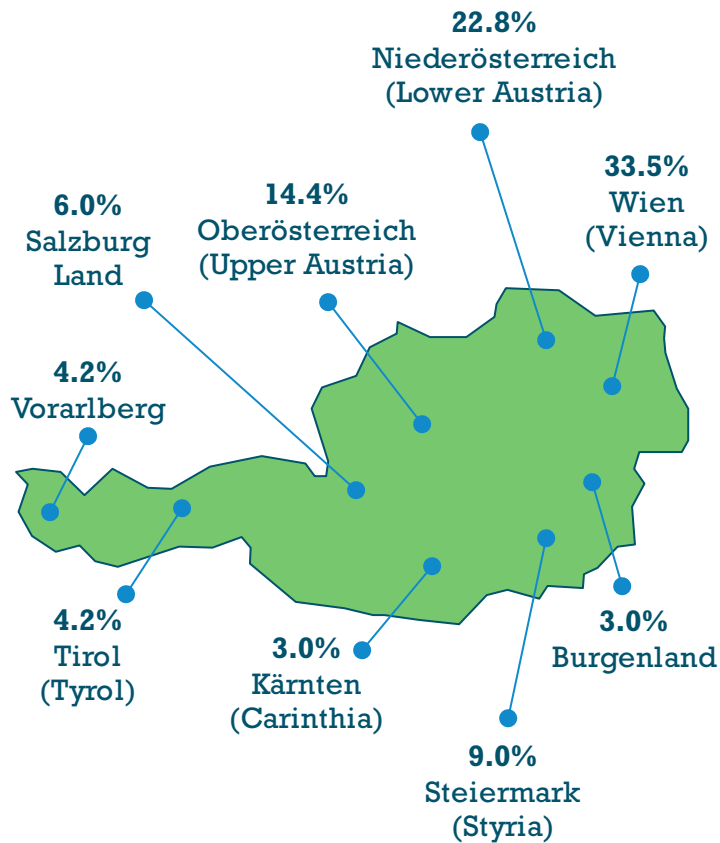 22.8%
Niederösterreich
(Lower Austria)
33.5%
Wien
(Vienna)
14.4%
Oberösterreich
(Upper Austria)
6.0%
Salzburg
Land
4.2%
Vorarlberg
4.2%
Tirol
(Tyrol)
3.0%
Kärnten
(Carinthia)
3.0%
Burgenland
9.0%
Steiermark
(Styria)